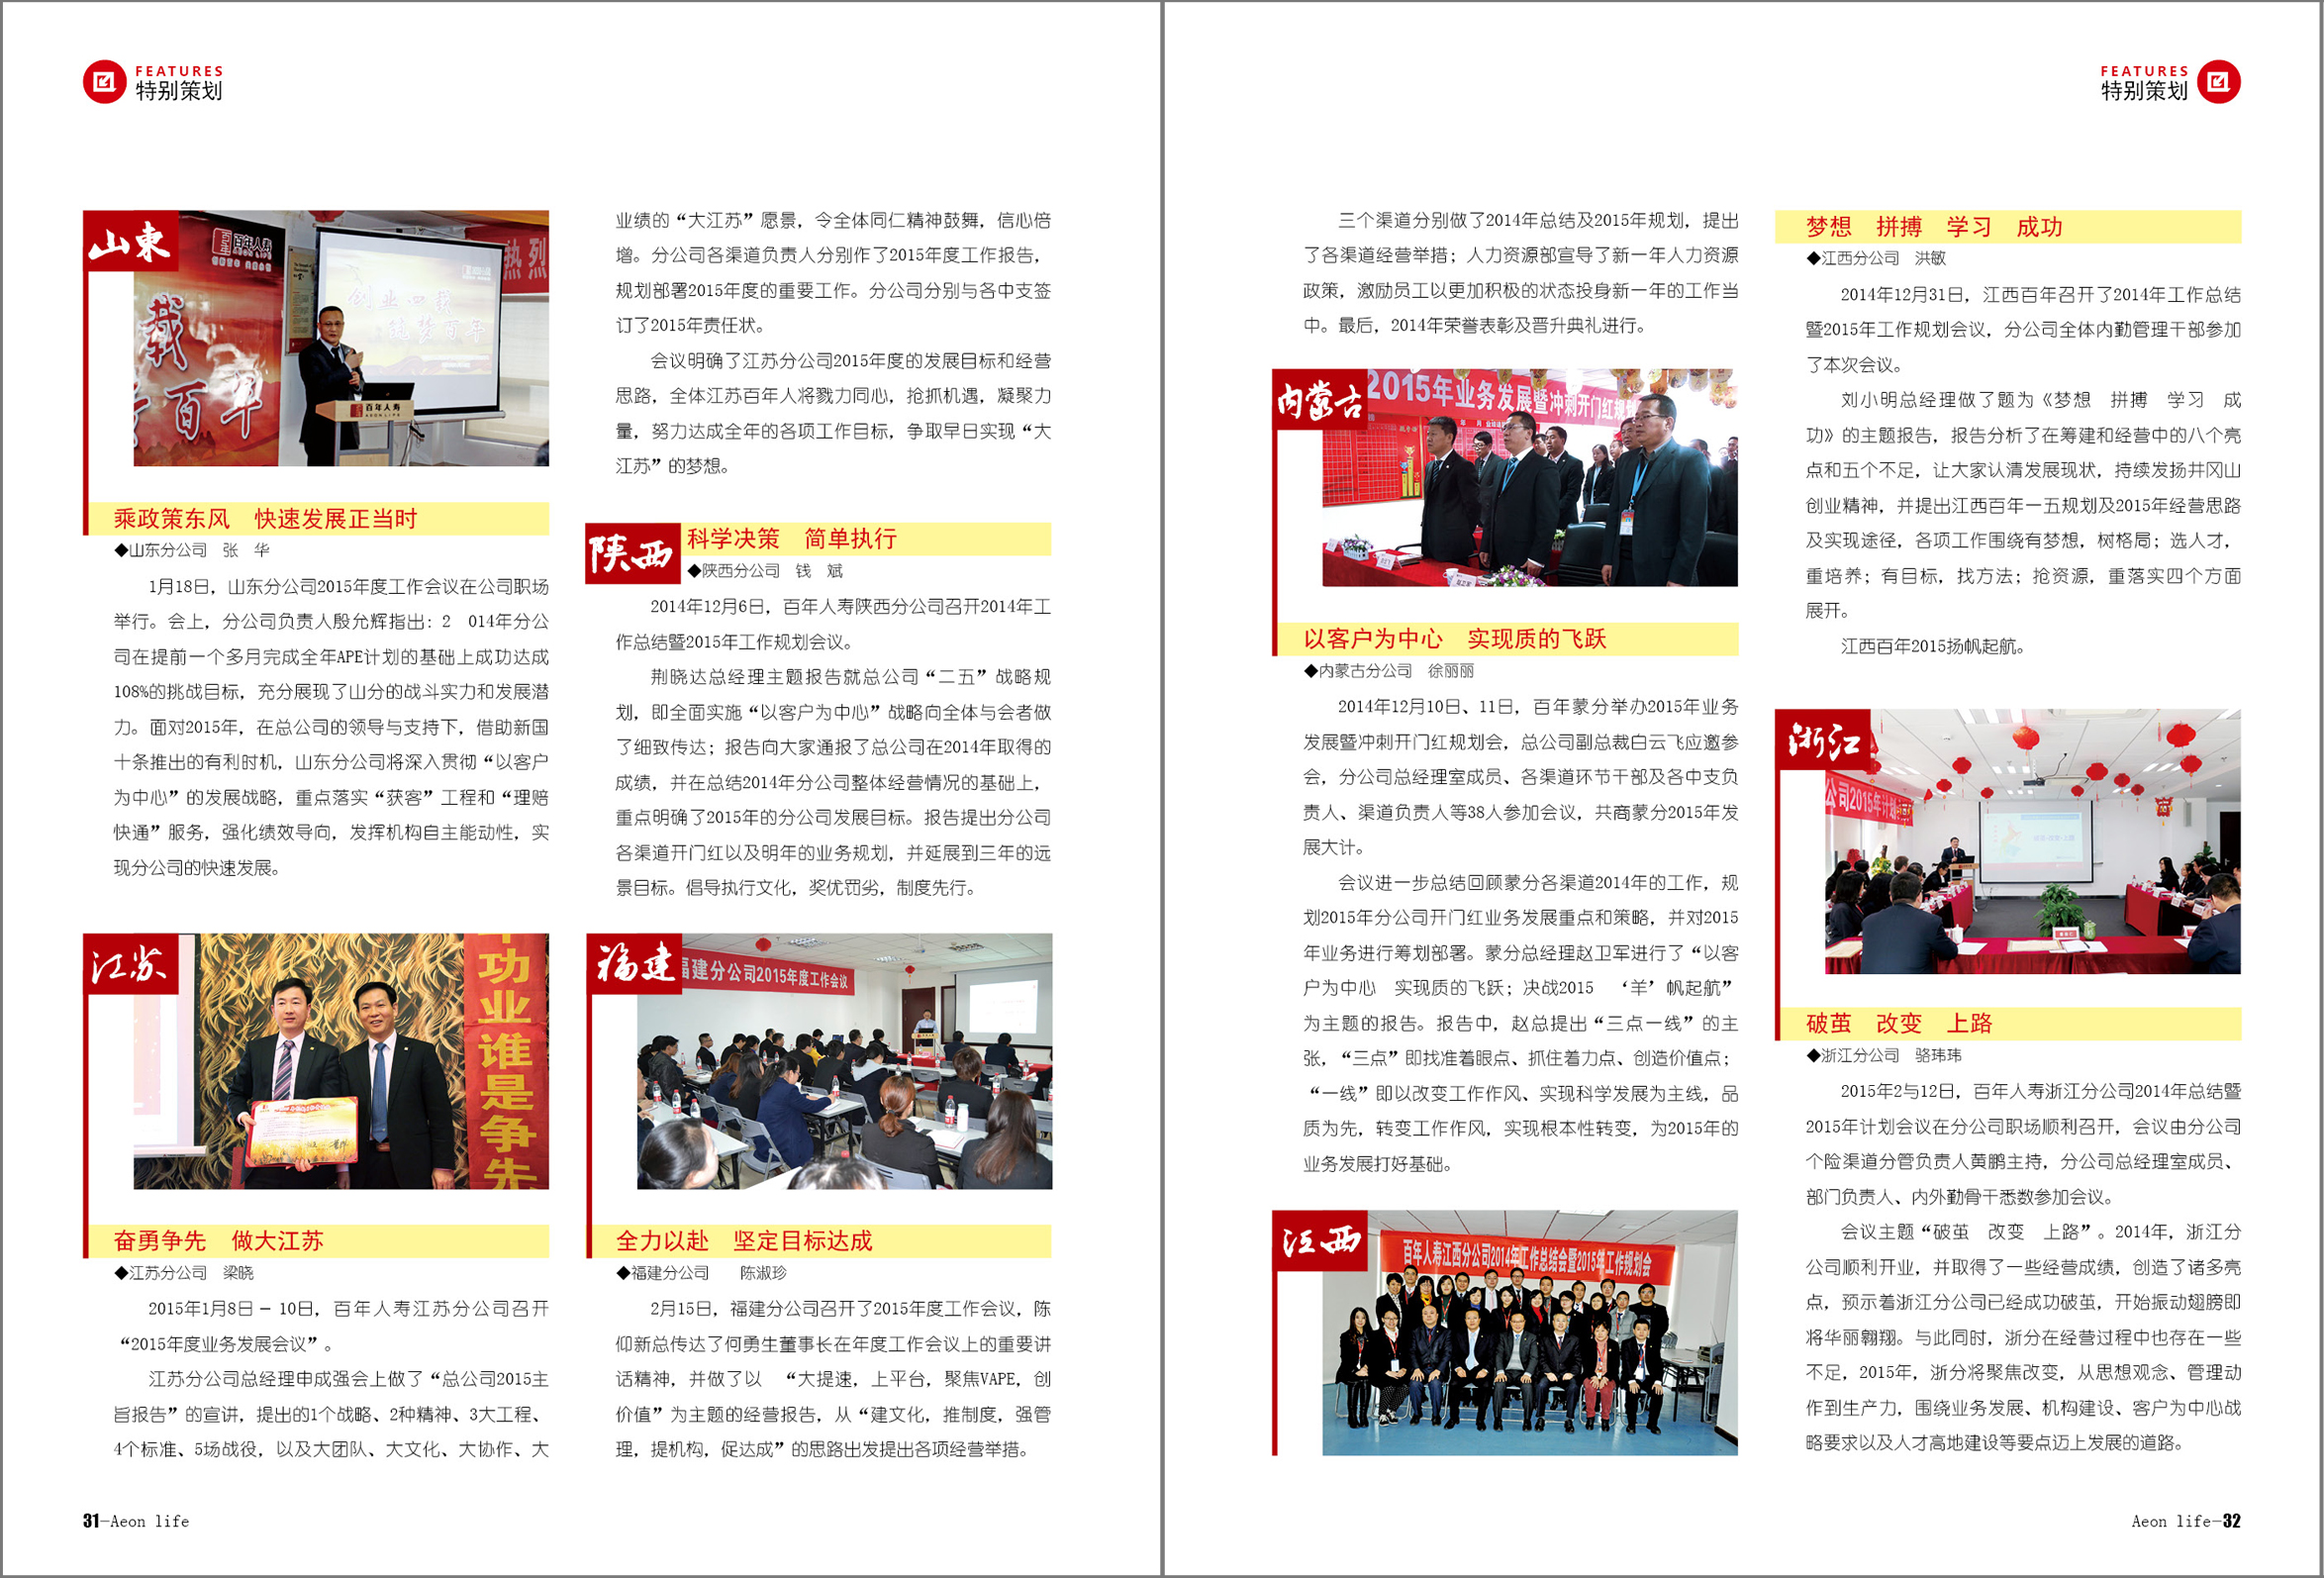 FEATURES
特别策划
山东
百年人寿
热烈
创业四载
载
百年
百年人寿
AEON LIFE
乘政策东风　快速发展正当时
◆山东分公司　张　华
1月18日，山东分公司2015年度工作会议在公司职场
举行。会上，分公司负责人殷允辉指出：2　014年分公
司在提前一个多月完成全年APE计划的基础上成功达成
108%的挑战目标，充分展现了山分的战斗实力和发展潜
力。面对2015年，在总公司的领导与支持下，借助新国
十条推出的有利时机，山东分公司将深入贯彻“以客户
为中心”的发展战略，重点落实“获客”工程和“理赔
快通”服务，强化绩效导向，发挥机构自主能动性，实
现分公司的快速发展。
江苏
功业谁是争先
奋勇争先　做大江苏
◆江苏分公司　梁晓
2015年1月8日－10日，百年人寿江苏分公司召开
“2015年度业务发展会议”。
江苏分公司总经理申成强会上做了“总公司2015主
旨报告”的宣讲，提出的1个战略、2种精神、3大工程、
4个标准、5场战役，以及大团队、大文化、大协作、大
业绩的“大江苏”愿景，令全体同仁精神鼓舞，信心倍
增。分公司各渠道负责人分别作了2015年度工作报告，
规划部署2015年度的重要工作。分公司分别与各中支签
订了2015年责任状。
会议明确了江苏分公司2015年度的发展目标和经营
思路，全体江苏百年人将戮力同心，抢抓机遇，凝聚力
量，努力达成全年的各项工作目标，争取早日实现“大
江苏”的梦想。
陕西
科学决策　简单执行
◆陕西分公司　钱　斌
2014年12月6日，百年人寿陕西分公司召开2014年工
作总结暨2015年工作规划会议。
荆晓达总经理主题报告就总公司“二五”战略规
划，即全面实施“以客户为中心”战略向全体与会者做
了细致传达；报告向大家通报了总公司在2014年取得的
成绩，并在总结2014年分公司整体经营情况的基础上，
重点明确了2015年的分公司发展目标。报告提出分公司
各渠道开门红以及明年的业务规划，并延展到三年的远
景目标。倡导执行文化，奖优罚劣，制度先行。
福建
福建分公司2015年度工作会议
全力以赴　坚定目标达成
◆福建分公司　　陈淑珍
2月15日，福建分公司召开了2015年度工作会议，陈
仰新总传达了何勇生董事长在年度工作会议上的重要讲
话精神，并做了以　“大提速，上平台，聚焦VAPE，创
价值”为主题的经营报告，从“建文化，推制度，强管
理，提机构，促达成”的思路出发提出各项经营举措。
31—Aeon life
FEATURES
特别策划
三个渠道分别做了2014年总结及2015年规划，提出
了各渠道经营举措；人力资源部宣导了新一年人力资源
政策，激励员工以更加积极的状态投身新一年的工作当
中。最后，2014年荣誉表彰及晋升典礼进行。
内蒙古
2015年业务发展暨冲刺开门红规划
以客户为中心　实现质的飞跃
◆内蒙古分公司　徐丽丽
2014年12月10日、11日，百年蒙分举办2015年业务
发展暨冲刺开门红规划会，总公司副总裁白云飞应邀参
会，分公司总经理室成员、各渠道环节干部及各中支负
责人、渠道负责人等38人参加会议，共商蒙分2015年发
展大计。
会议进一步总结回顾蒙分各渠道2014年的工作，规
划2015年分公司开门红业务发展重点和策略，并对2015
年业务进行筹划部署。蒙分总经理赵卫军进行了“以客
户为中心　实现质的飞跃；决战2015　‘羊’帆起航”
为主题的报告。报告中，赵总提出“三点一线”的主
张，“三点”即找准着眼点、抓住着力点、创造价值点；
“一线”即以改变工作作风、实现科学发展为主线，品
质为先，转变工作作风，实现根本性转变，为2015年的
业务发展打好基础。
江西
百年人寿江西分公司2014年工作总结会暨2015年工作规划会
梦想　拼搏　学习　成功
◆江西分公司　洪敏
2014年12月31日，江西百年召开了2014年工作总结
暨2015年工作规划会议，分公司全体内勤管理干部参加
了本次会议。
刘小明总经理做了题为《梦想　拼搏　学习　成
功》的主题报告，报告分析了在筹建和经营中的八个亮
点和五个不足，让大家认清发展现状，持续发扬井冈山
创业精神，并提出江西百年一五规划及2015年经营思路
及实现途径，各项工作围绕有梦想，树格局；选人才，
重培养；有目标，找方法；抢资源，重落实四个方面
展开。
江西百年2015扬帆起航。
浙江
公司2015年计划
破茧　改变　上路
◆浙江分公司　骆玮玮
2015年2与12日，百年人寿浙江分公司2014年总结暨
2015年计划会议在分公司职场顺利召开，会议由分公司
个险渠道分管负责人黄鹏主持，分公司总经理室成员、
部门负责人、内外勤骨干悉数参加会议。
会议主题“破茧　改变　上路”。2014年，浙江分
公司顺利开业，并取得了一些经营成绩，创造了诸多亮
点，预示着浙江分公司已经成功破茧，开始振动翅膀即
将华丽翱翔。与此同时，浙分在经营过程中也存在一些
不足，2015年，浙分将聚焦改变，从思想观念、管理动
作到生产力，围绕业务发展、机构建设、客户为中心战
略要求以及人才高地建设等要点迈上发展的道路。
Aeon life—32